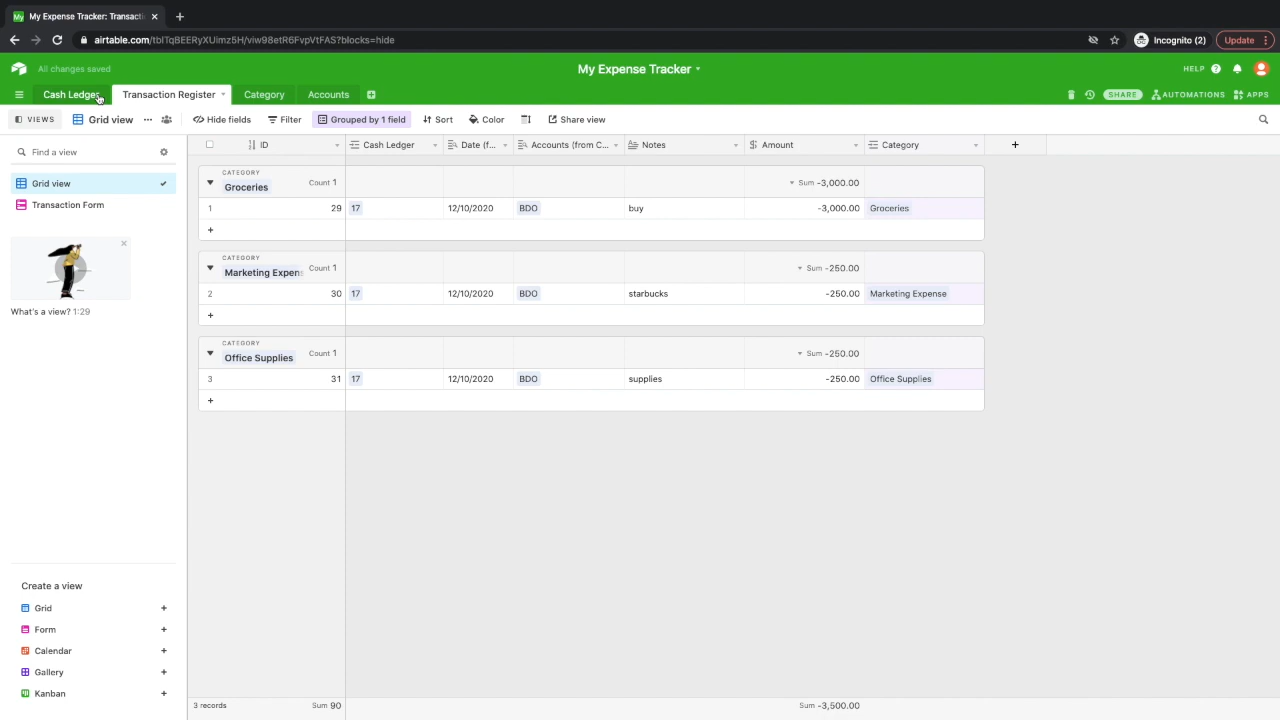 My Expense Tracker: Transacti
airtable.com/tblTqBEERyXUimz5H/viw98etR6FvpVtFAS?blocks=hide
Incognito (2)
Update
All changes saved
My Expense Tracker
HELP
Cash Ledger
Transaction Register
Category
Accounts
SHARE
AUTOMATIONS
APPS
VIEWS
Grid view
Hide fields
Filter
Grouped by 1 field
Sort
Color
Share view
Find a view
Grid view
Transaction Form
What's a view? 1:29
Create a view
Grid
Form
Calendar
Gallery
Kanban
ID Cash Ledger Date (f... Accounts (from C... Notes Amount Category
CATEGORY
Groceries Count 1 Sum -3,000.00
1 29 17 12/10/2020 BDO buy -3,000.00 Groceries
CATEGORY
Marketing Expens Count 1 Sum -250.00
2 30 17 12/10/2020 BDO starbucks -250.00 Marketing Expense
CATEGORY
Office Supplies Count 1 Sum -250.00
3 31 17 12/10/2020 BDO supplies -250.00 Office Supplies
3 records Sum 90 Sum -3,500.00